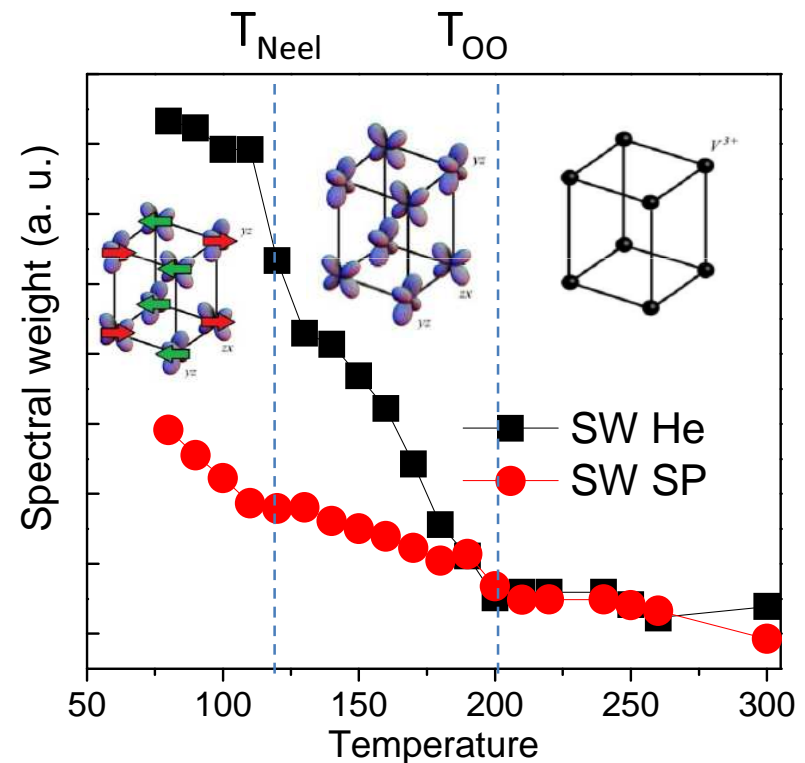 T_Neel T_OO
Spectral weight (a. u.)
yz
zx
yz
yz
zx
yz
V³⁺
SW He
SW SP
50 100 150 200 250 300
Temperature